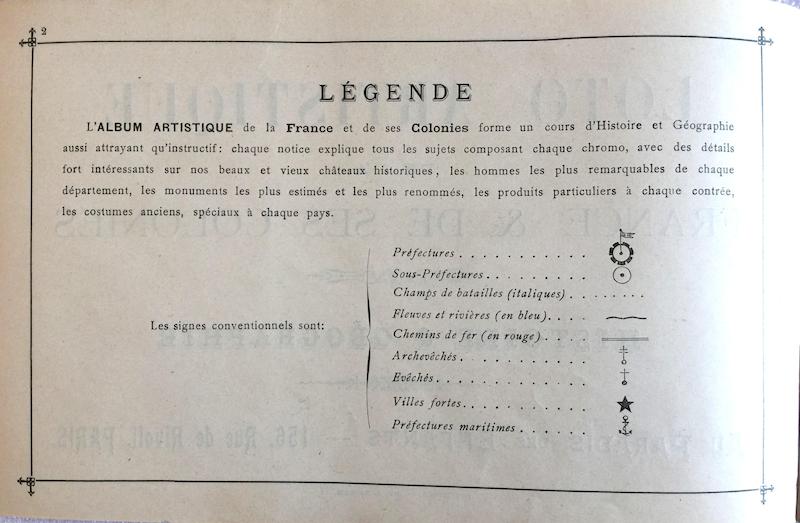 2
LÉGENDE
L'ALBUM ARTISTIQUE de la France et de ses Colonies forme un cours d'Histoire et Géographie
aussi attrayant qu'instructif: chaque notice explique tous les sujets composant chaque chromo, avec des détails
fort intéressants sur nos beaux et vieux châteaux historiques, les hommes les plus remarquables de chaque
département, les monuments les plus estimés et les plus renommés, les produits particuliers à chaque contrée,
les costumes anciens, spéciaux à chaque pays.
Les signes conventionnels sont:
Préfectures . . . . . . . . . . .
Sous-Préfectures . . . . . . . . .
Champs de batailles (italiques) . . . . . . . .
Fleuves et rivières (en bleu). . . .
Chemins de fer (en rouge) . . . .
Archevêchés . . . . . . . . . . .
Evêchés. . . . . . . . . . . . .
Villes fortes. . . . . . . . . . .
Préfectures maritimes . . . . . .